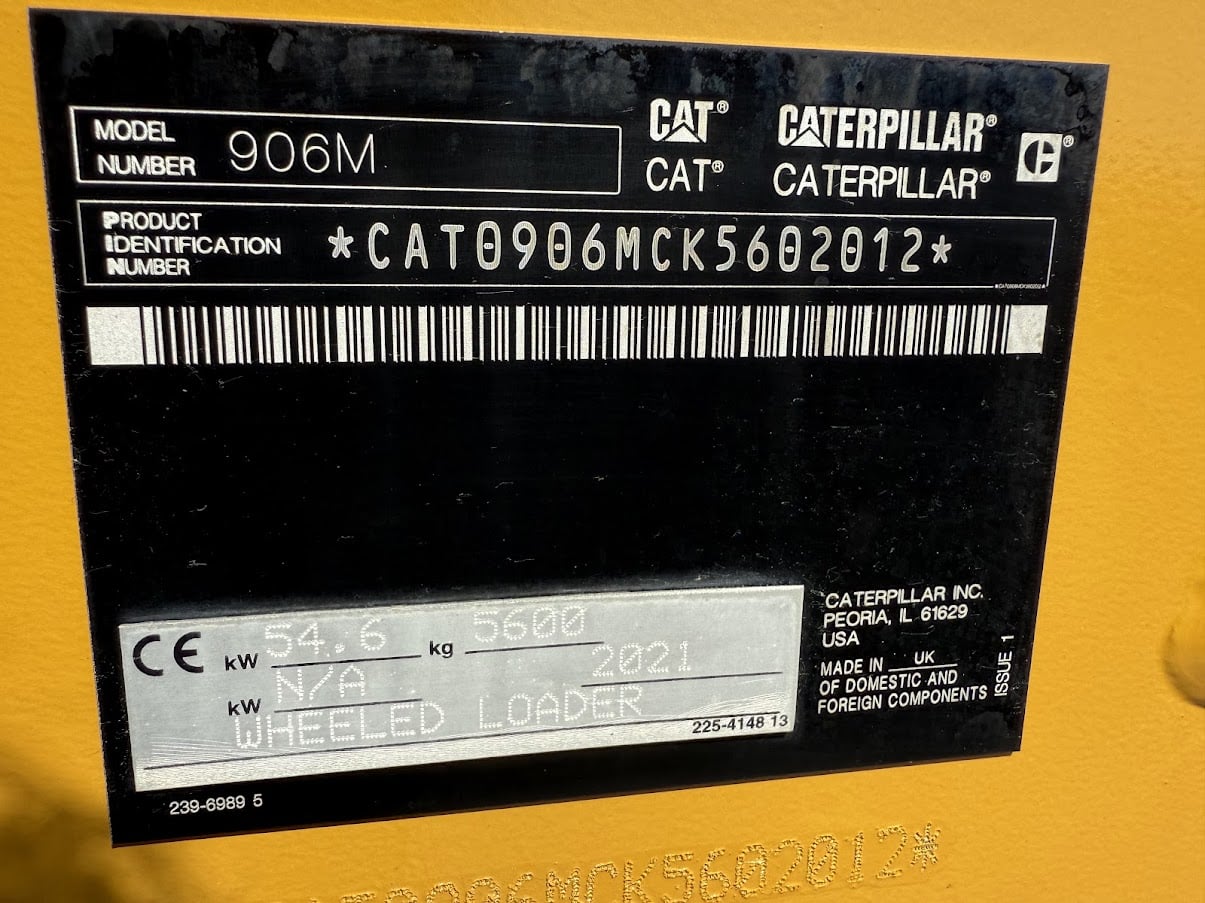 MODEL
NUMBER 906M
CAT® CATERPILLAR®
CAT® CATERPILLAR®
PRODUCT
IDENTIFICATION
NUMBER
*CAT0906MCK5602012*
*CAT0906MCK5602012*
CE kW 54.6 kg 5600
kW N/A 2021
WHEELED LOADER
225-4148 13
239-6989 5
CATERPILLAR INC.
PEORIA, IL 61629
USA
MADE IN UK
OF DOMESTIC AND
FOREIGN COMPONENTS
ISSUE 1
0906MCK5602012*